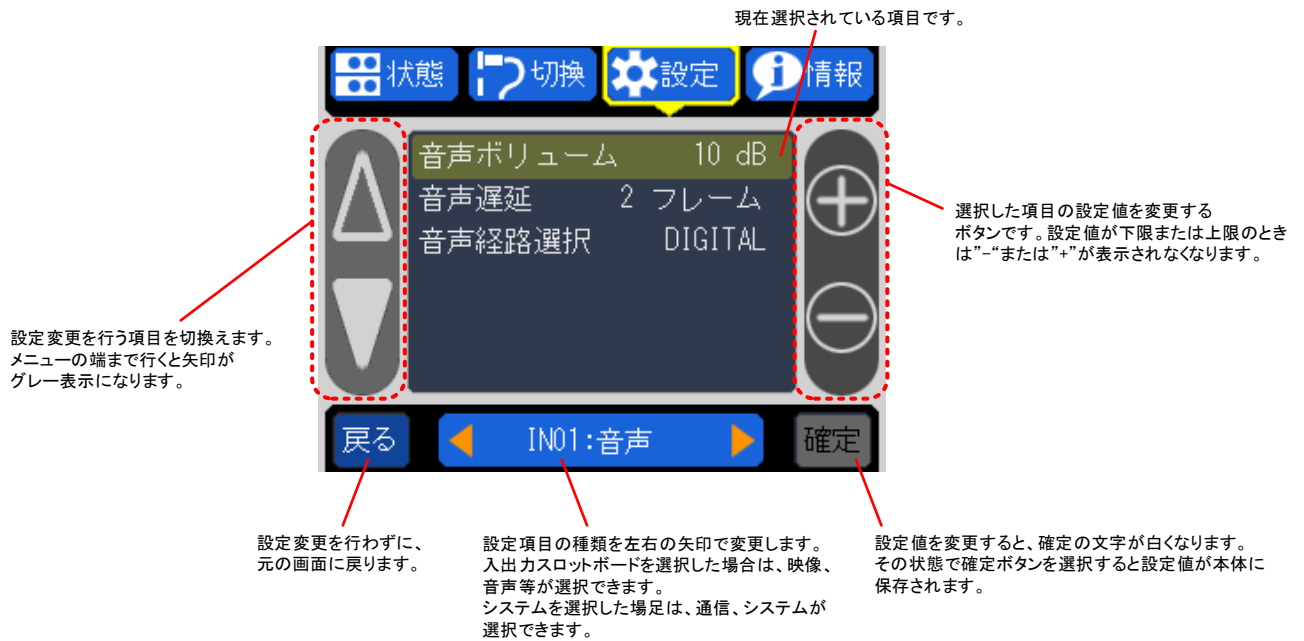 現在選択されている項目です。
状態 切換 設定 情報
音声ボリューム 10 dB
音声遅延 2 フレーム
音声経路選択 DIGITAL
選択した項目の設定値を変更する
ボタンです。設定値が下限または上限のとき
は”−“または”+”が表示されなくなります。
設定変更を行う項目を切換えます。
メニューの端まで行くと矢印が
グレー表示になります。
戻る IN01:音声 確定
設定変更を行わずに、
元の画面に戻ります。
設定項目の種類を左右の矢印で変更します。
入出力スロットボードを選択した場合は、映像、
音声等が選択できます。
システムを選択した場足は、通信、システムが
選択できます。
設定値を変更すると、確定の文字が白くなります。
その状態で確定ボタンを選択すると設定値が本体に
保存されます。